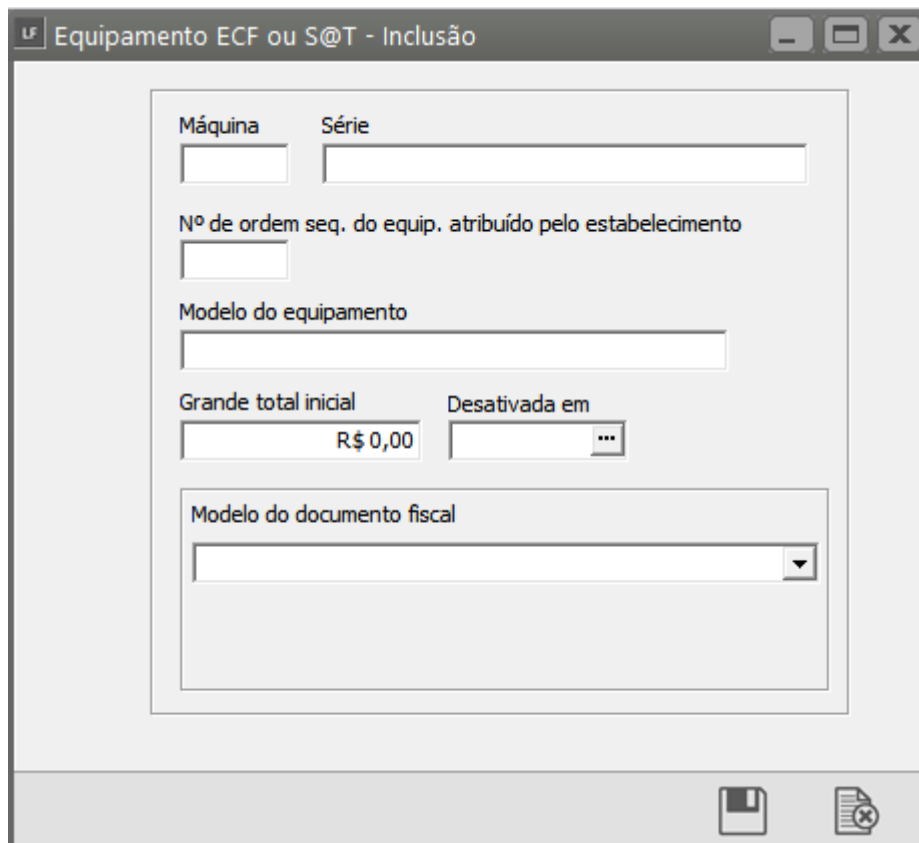 LF Equipamento ECF ou S@T - Inclusão
Máquina Série
Nº de ordem seq. do equip. atribuído pelo estabelecimento
Modelo do equipamento
Grande total inicial Desativada em
R$ 0,00 ...
Modelo do documento fiscal